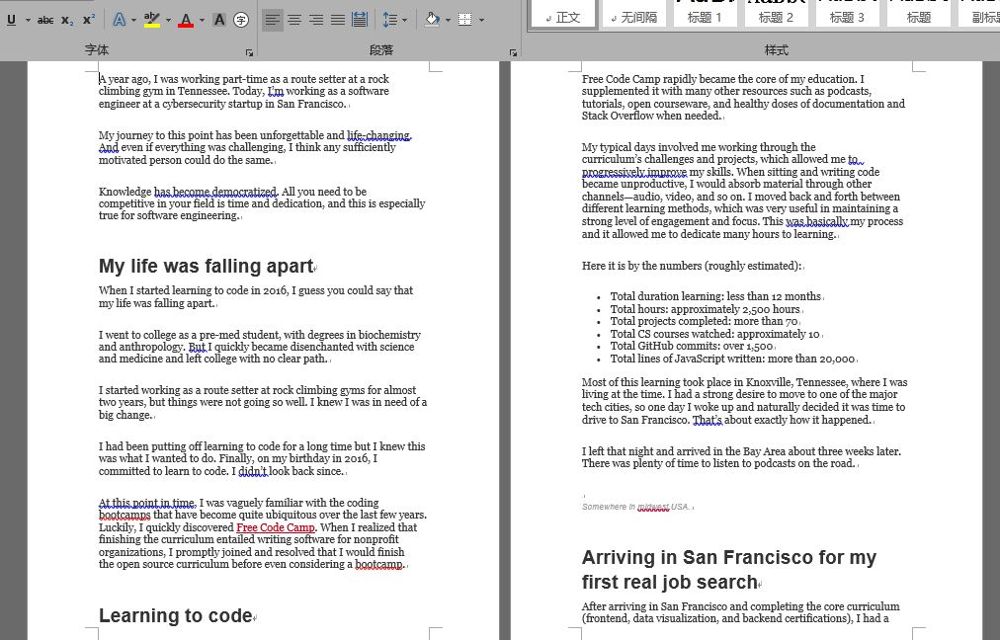 U abc X₂ X² A ab A A 字
正文 无间隔 标题 1 标题 2 标题 3 标题
字体 段落 样式
A year ago, I was working part-time as a route setter at a rock
climbing gym in Tennessee. Today, I'm working as a software
engineer at a cybersecurity startup in San Francisco.
My journey to this point has been unforgettable and life-changing.
And even if everything was challenging, I think any sufficiently
motivated person could do the same.
Knowledge has become democratized. All you need to be
competitive in your field is time and dedication, and this is especially
true for software engineering.
My life was falling apart
When I started learning to code in 2016, I guess you could say that
my life was falling apart.
I went to college as a pre-med student, with degrees in biochemistry
and anthropology. But I quickly became disenchanted with science
and medicine and left college with no clear path.
I started working as a route setter at rock climbing gyms for almost
two years, but things were not going so well. I knew I was in need of a
big change.
I had been putting off learning to code for a long time but I knew this
was what I wanted to do. Finally, on my birthday in 2016, I
committed to learn to code. I didn't look back since.
At this point in time, I was vaguely familiar with the coding
bootcamps that have become quite ubiquitous over the last few years.
Luckily, I quickly discovered Free Code Camp. When I realized that
finishing the curriculum entailed writing software for nonprofit
organizations, I promptly joined and resolved that I would finish
the open source curriculum before even considering a bootcamp.
Learning to code
Free Code Camp rapidly became the core of my education. I
supplemented it with many other resources such as podcasts,
tutorials, open courseware, and healthy doses of documentation and
Stack Overflow when needed.
My typical days involved me working through the
curriculum's challenges and projects, which allowed me to
progressively improve my skills. When sitting and writing code
became unproductive, I would absorb material through other
channels—audio, video, and so on. I moved back and forth between
different learning methods, which was very useful in maintaining a
strong level of engagement and focus. This was basically my process
and it allowed me to dedicate many hours to learning.
Here it is by the numbers (roughly estimated):
• Total duration learning: less than 12 months
• Total hours: approximately 2,500 hours
• Total projects completed: more than 70
• Total CS courses watched: approximately 10
• Total GitHub commits: over 1,500
• Total lines of JavaScript written: more than 20,000
Most of this learning took place in Knoxville, Tennessee, where I was
living at the time. I had a strong desire to move to one of the major
tech cities, so one day I woke up and naturally decided it was time to
drive to San Francisco. That's about exactly how it happened.
I left that night and arrived in the Bay Area about three weeks later.
There was plenty of time to listen to podcasts on the road.
Somewhere in midwest USA.
Arriving in San Francisco for my
first real job search
After arriving in San Francisco and completing the core curriculum
(frontend, data visualization, and backend certifications), I had a